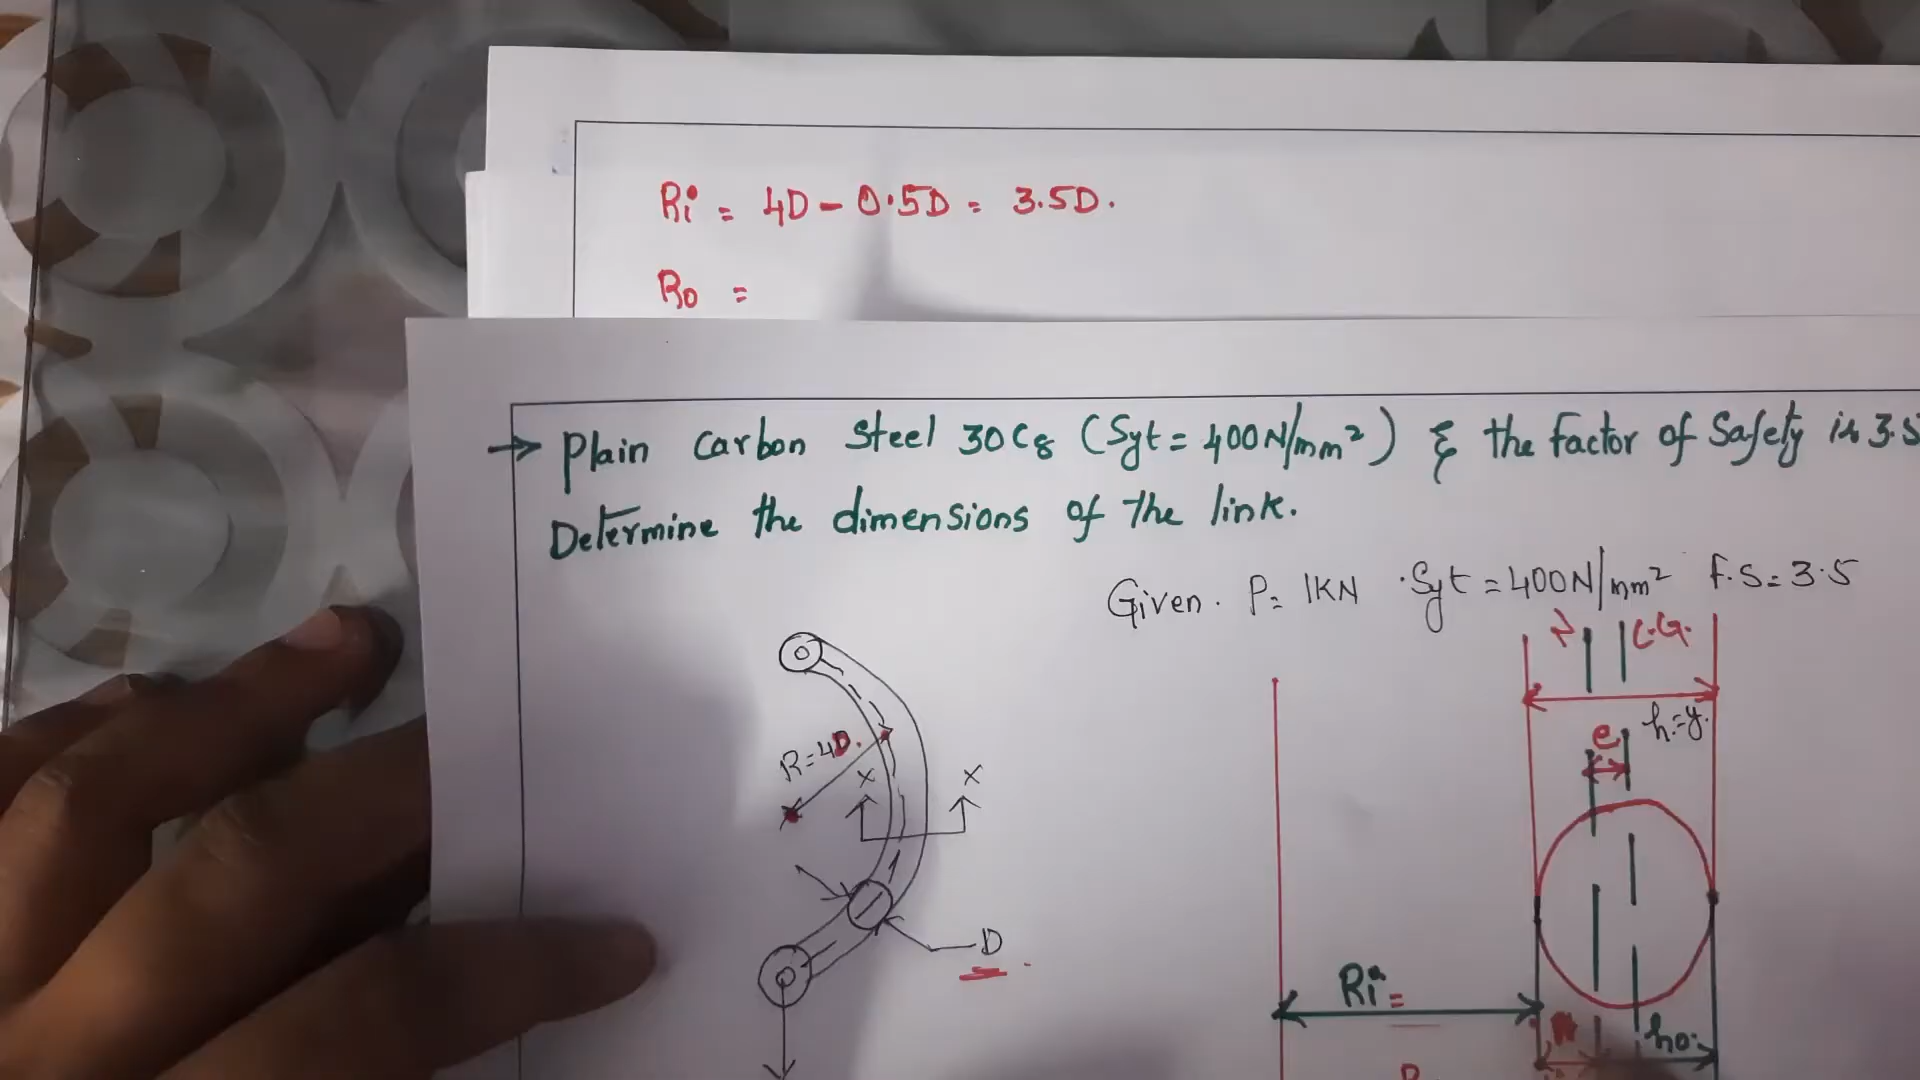 Ri = 4D - 0.5D = 3.5D.
Ro =
→ Plain Carbon Steel 30C8 (Syt = 400N/mm²) & the factor of Safety is 3.5
Determine the dimensions of the link.
Given. P= 1KN Syt = 400N/mm² f.S= 3.5
N C.G.
h=y.
e
R=4D.
X X
D
Ri =
ho.